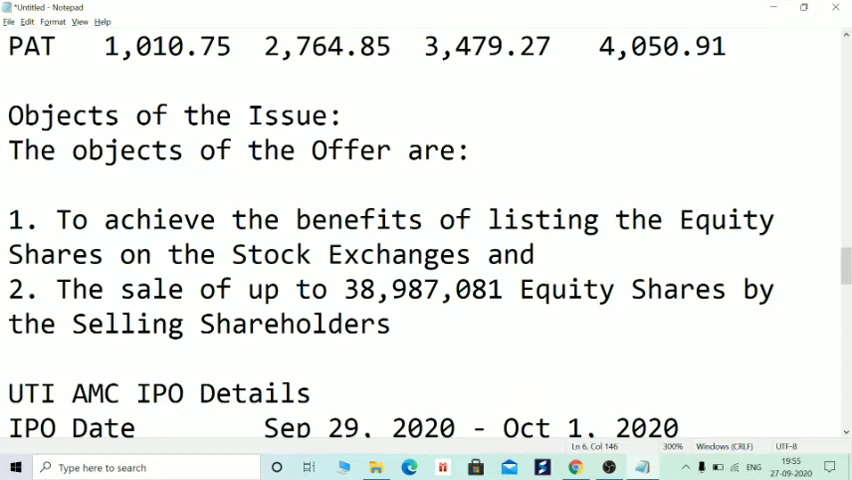 *Untitled - Notepad
File Edit Format View Help
PAT 1,010.75 2,764.85 3,479.27 4,050.91
Objects of the Issue:
The objects of the Offer are:
1. To achieve the benefits of listing the Equity
Shares on the Stock Exchanges and
2. The sale of up to 38,987,081 Equity Shares by
the Selling Shareholders
UTI AMC IPO Details
IPO Date Sep 29, 2020 - Oct 1, 2020
Ln 6, Col 146 300% Windows (CRLF) UTF-8
Type here to search
ENG
19:55
27-09-2020